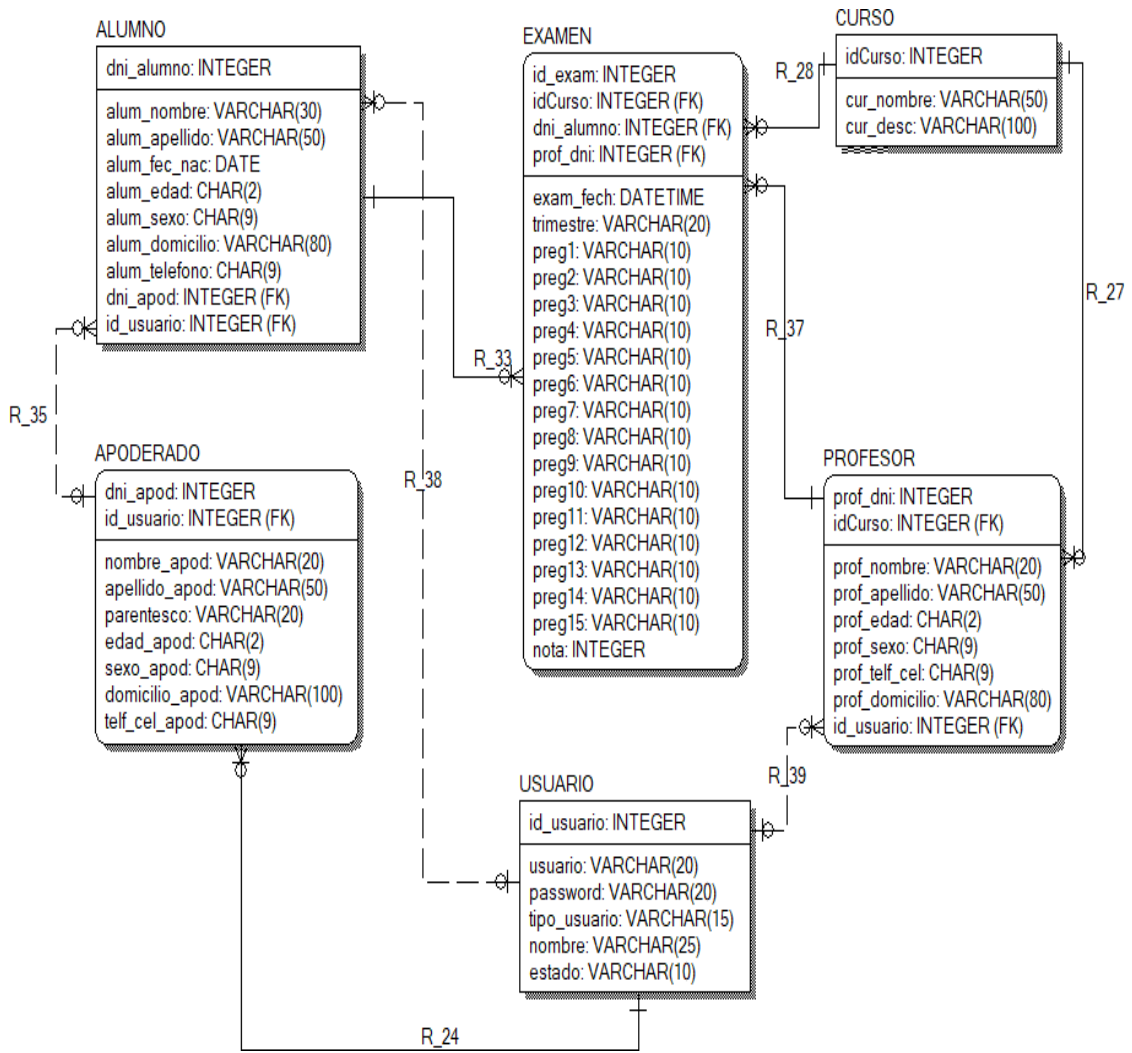 ALUMNO
dni_alumno: INTEGER
alum_nombre: VARCHAR(30)
alum_apellido: VARCHAR(50)
alum_fec_nac: DATE
alum_edad: CHAR(2)
alum_sexo: CHAR(9)
alum_domicilio: VARCHAR(80)
alum_telefono: CHAR(9)
dni_apod: INTEGER (FK)
id_usuario: INTEGER (FK)
EXAMEN
id_exam: INTEGER
idCurso: INTEGER (FK)
dni_alumno: INTEGER (FK)
prof_dni: INTEGER (FK)
exam_fech: DATETIME
trimestre: VARCHAR(20)
preg1: VARCHAR(10)
preg2: VARCHAR(10)
preg3: VARCHAR(10)
preg4: VARCHAR(10)
preg5: VARCHAR(10)
preg6: VARCHAR(10)
preg7: VARCHAR(10)
preg8: VARCHAR(10)
preg9: VARCHAR(10)
preg10: VARCHAR(10)
preg11: VARCHAR(10)
preg12: VARCHAR(10)
preg13: VARCHAR(10)
preg14: VARCHAR(10)
preg15: VARCHAR(10)
nota: INTEGER
CURSO
idCurso: INTEGER
cur_nombre: VARCHAR(50)
cur_desc: VARCHAR(100)
R_28
R_27
R_37
R_33
R_35
R_38
APODERADO
dni_apod: INTEGER
id_usuario: INTEGER (FK)
nombre_apod: VARCHAR(20)
apellido_apod: VARCHAR(50)
parentesco: VARCHAR(20)
edad_apod: CHAR(2)
sexo_apod: CHAR(9)
domicilio_apod: VARCHAR(100)
telf_cel_apod: CHAR(9)
PROFESOR
prof_dni: INTEGER
idCurso: INTEGER (FK)
prof_nombre: VARCHAR(20)
prof_apellido: VARCHAR(50)
prof_edad: CHAR(2)
prof_sexo: CHAR(9)
prof_telf_cel: CHAR(9)
prof_domicilio: VARCHAR(80)
id_usuario: INTEGER (FK)
R_39
USUARIO
id_usuario: INTEGER
usuario: VARCHAR(20)
password: VARCHAR(20)
tipo_usuario: VARCHAR(15)
nombre: VARCHAR(25)
estado: VARCHAR(10)
R_24